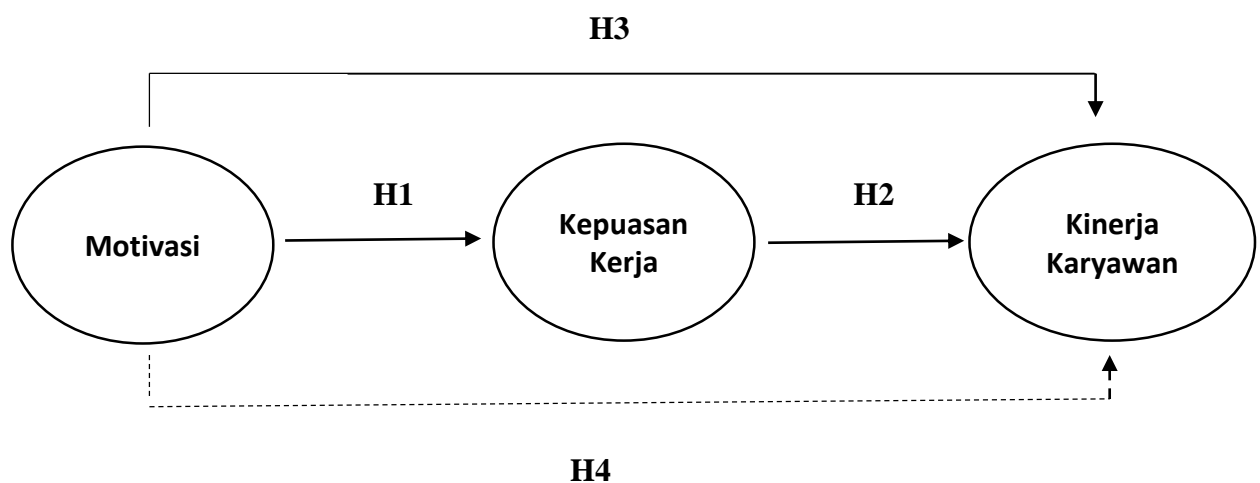 H3
H1
H2
Motivasi
Kepuasan
Kerja
Kinerja
Karyawan
H4